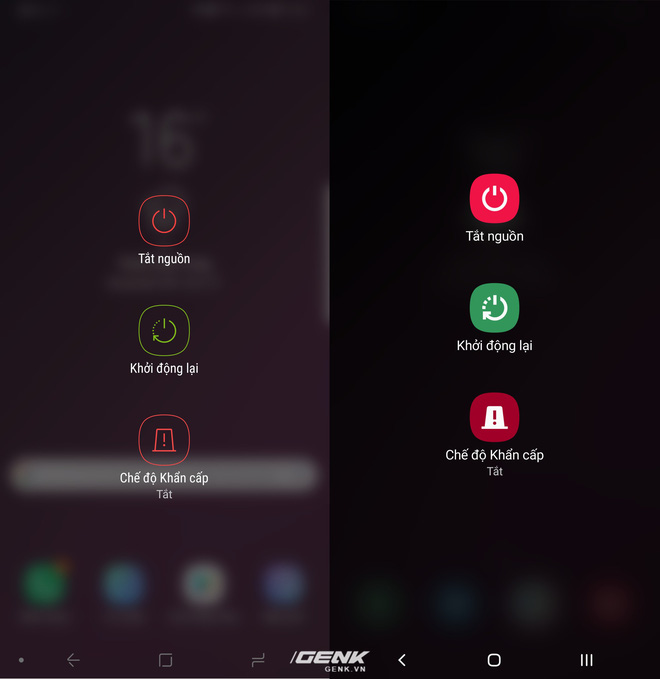 16
Tắt nguồn
Khởi động lại
Chế độ Khẩn cấp
Tắt
Tắt nguồn
Khởi động lại
Chế độ Khẩn cấp
Tắt
GENK
GENK.VN